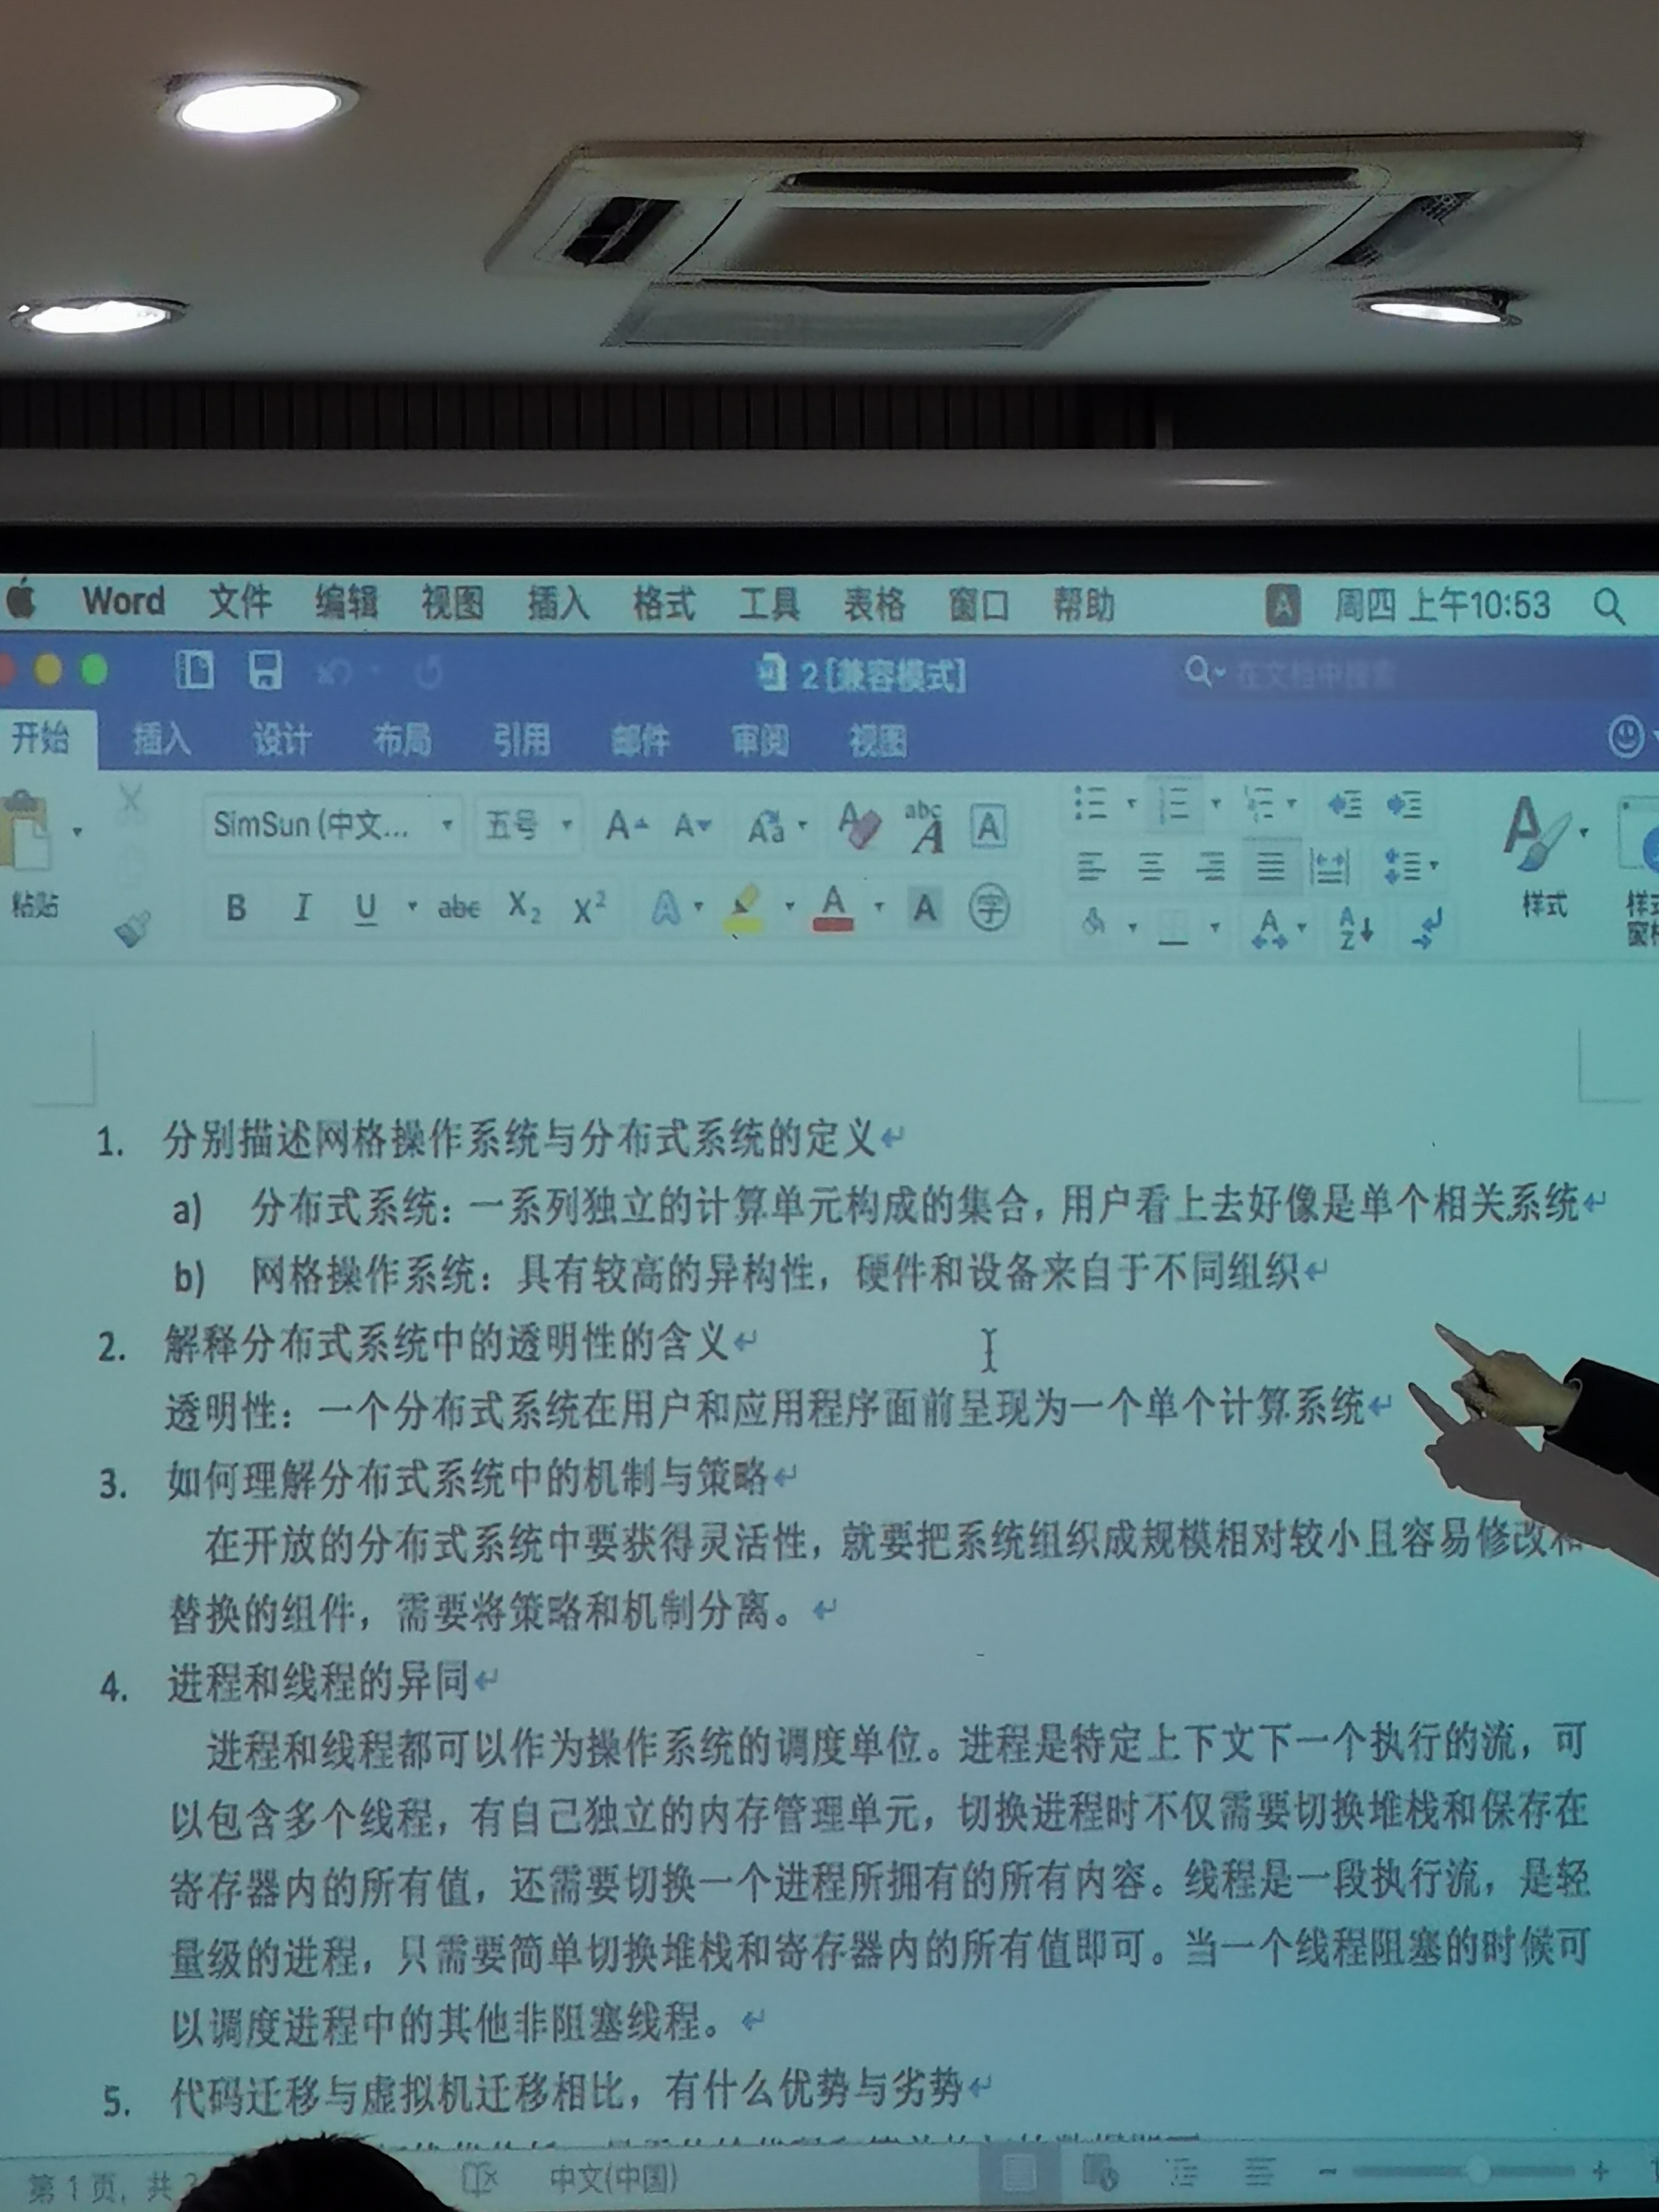 Word 文件 编辑 视图 插入 格式 工具 表格 窗口 帮助 A 周四 上午10:53
2 [兼容模式] 在文档中搜索
开始 插入 设计 布局 引用 邮件 审阅 视图
SimSun (中文... 五号 A A Aa A abc A A
粘贴 B I U abc X₂ X² A A A 字 A A Z 样式
1. 分别描述网格操作系统与分布式系统的定义
a) 分布式系统：一系列独立的计算单元构成的集合，用户看上去好像是单个相关系统
b) 网格操作系统：具有较高的异构性，硬件和设备来自于不同组织
2. 解释分布式系统中的透明性的含义
透明性：一个分布式系统在用户和应用程序面前呈现为一个单个计算系统
3. 如何理解分布式系统中的机制与策略
在开放的分布式系统中要获得灵活性，就要把系统组织成规模相对较小且容易修改和
替换的组件，需要将策略和机制分离。
4. 进程和线程的异同
进程和线程都可以作为操作系统的调度单位。进程是特定上下文下一个执行的流，可
以包含多个线程，有自己独立的内存管理单元，切换进程时不仅需要切换堆栈和保存在
寄存器内的所有值，还需要切换一个进程所拥有的所有内容。线程是一段执行流，是轻
量级的进程，只需要简单切换堆栈和寄存器内的所有值即可。当一个线程阻塞的时候可
以调度进程中的其他非阻塞线程。
5. 代码迁移与虚拟机迁移相比，有什么优势与劣势
第 1 页，共 中文(中国)